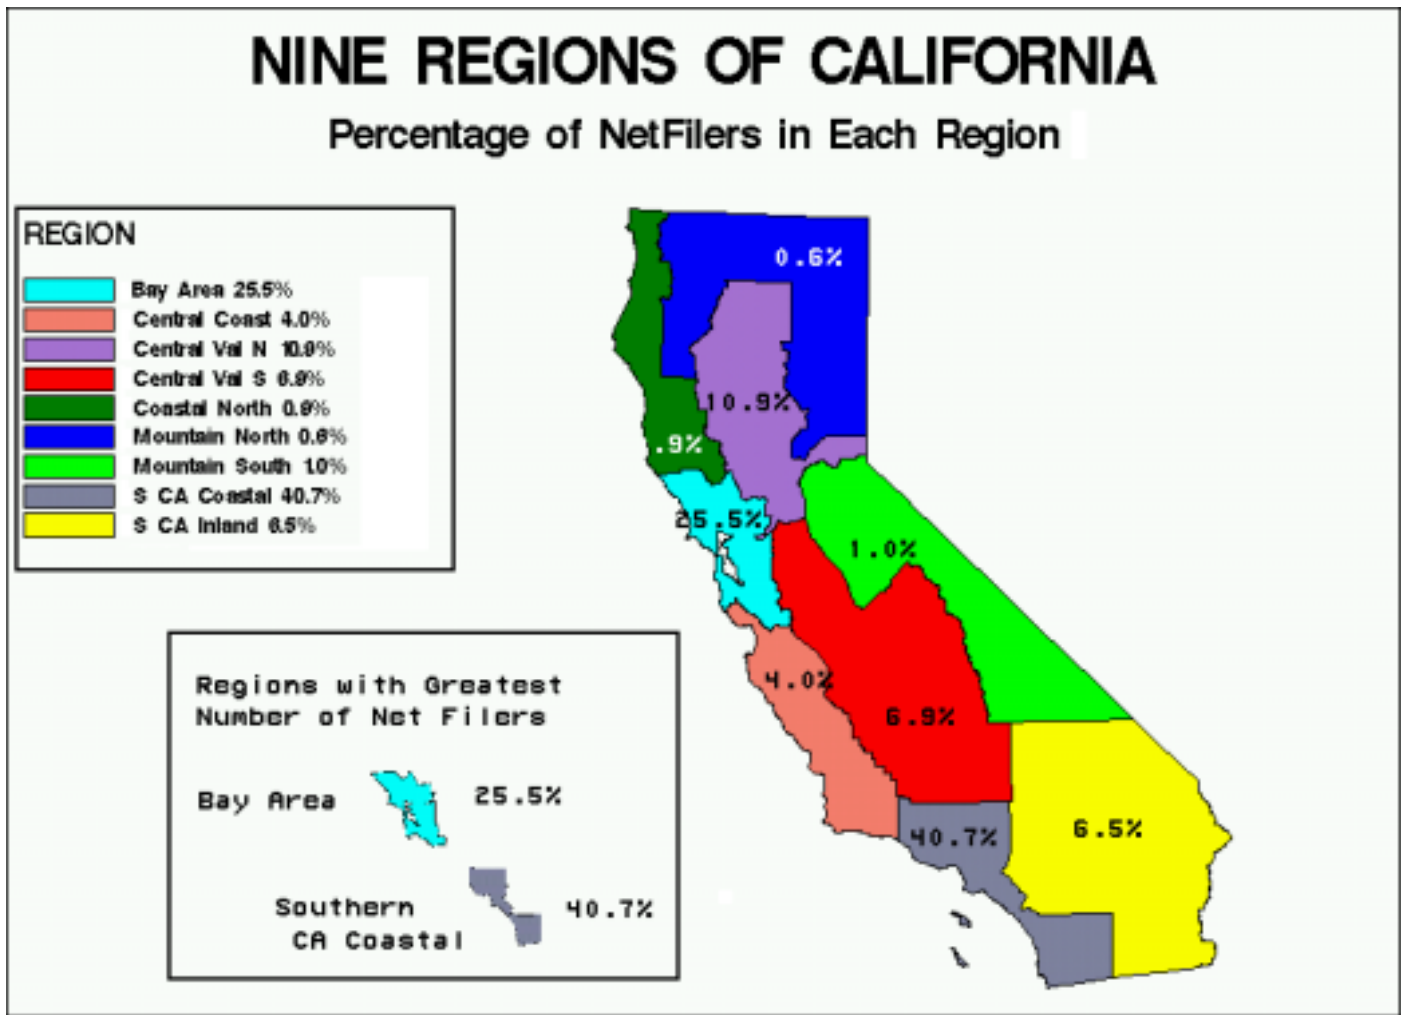 NINE REGIONS OF CALIFORNIA
Percentage of NetFilers in Each Region
REGION
Bay Area 25.5%
Central Coast 4.0%
Central Val N 10.9%
Central Val S 6.9%
Coastal North 0.9%
Mountain North 0.6%
Mountain South 1.0%
S CA Coastal 40.7%
S CA Inland 6.5%
0.6%
10.9%
.9%
25.5%
1.0%
4.0%
6.9%
40.7%
6.5%
Regions with Greatest
Number of Net Filers
Bay Area 25.5%
Southern 40.7%
CA Coastal